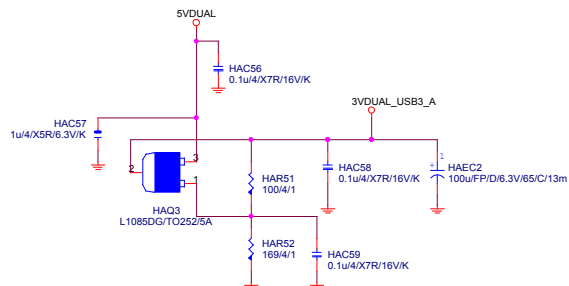 5VDUAL
HAC56
0.1u/4/X7R/16V/K
3VDUAL_USB3_A
HAC57
1u/4/X5R/6.3V/K
3
2
1
1
+
HAR51
100/4/1
HAC58
0.1u/4/X7R/16V/K
HAEC2
100u/FP/D/6.3V/65/C/13m
HAQ3
L1085DG/TO252/5A
HAR52
169/4/1
HAC59
0.1u/4/X7R/16V/K